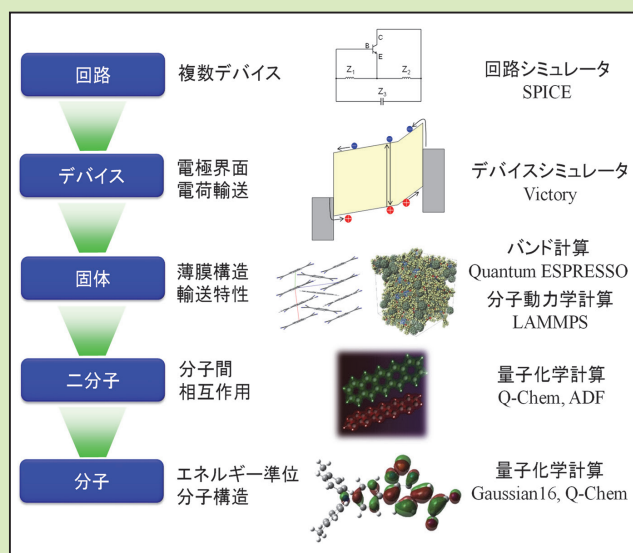 回路
複数デバイス
C
B
E
Z1
Z2
Z3
回路シミュレータ
SPICE
デバイス
電極界面
電荷輸送
デバイスシミュレータ
Victory
固体
薄膜構造
輸送特性
バンド計算
Quantum ESPRESSO
分子動力学計算
LAMMPS
二分子
分子間
相互作用
量子化学計算
Q-Chem, ADF
分子
エネルギー準位
分子構造
量子化学計算
Gaussian16, Q-Chem